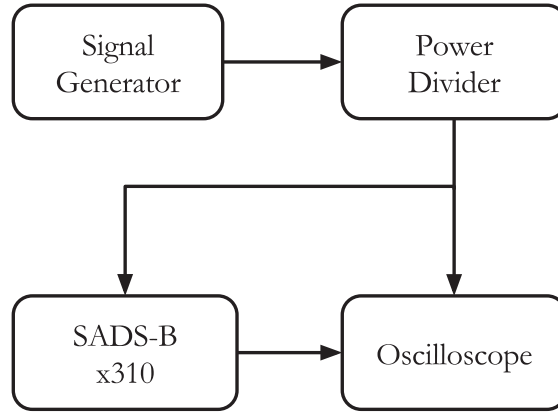 Signal
Generator
Power
Divider
SADS-B
x310
Oscilloscope